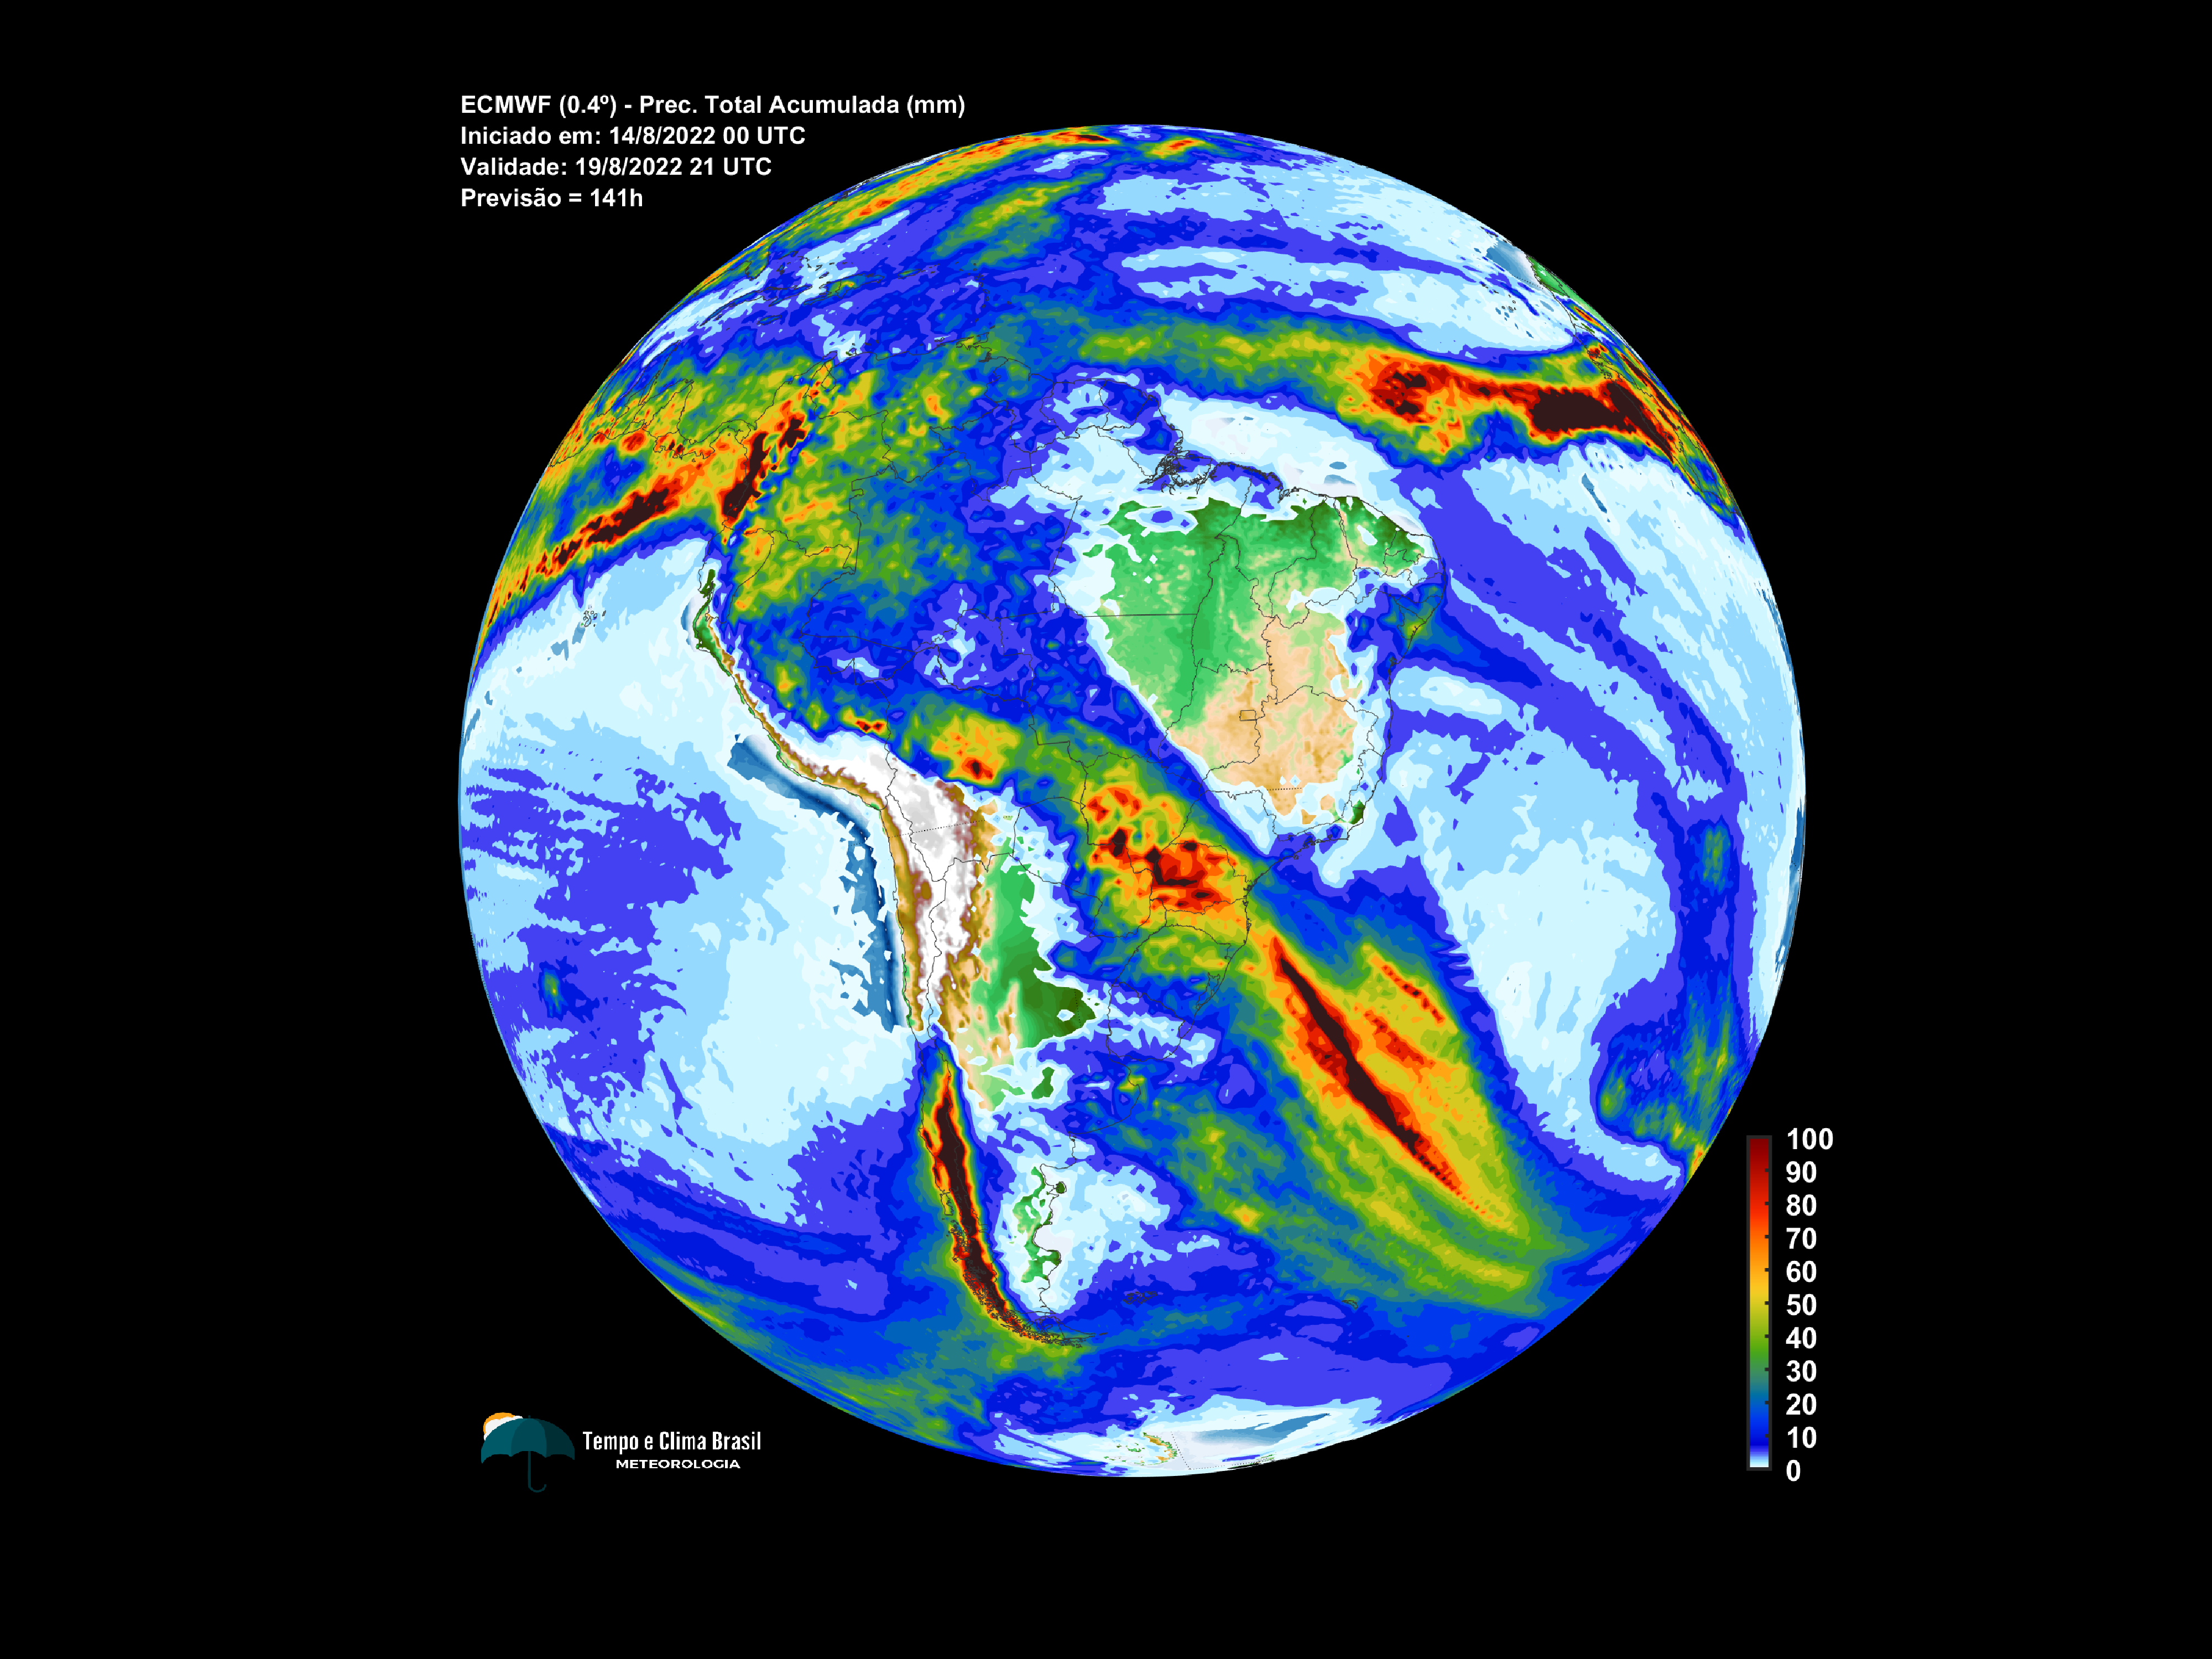 ECMWF (0.4º) - Prec. Total Acumulada (mm)
Iniciado em: 14/8/2022 00 UTC
Validade: 19/8/2022 21 UTC
Previsão = 141h
100
90
80
70
60
50
40
30
20
10
0
Tempo e Clima Brasil
METEOROLOGIA